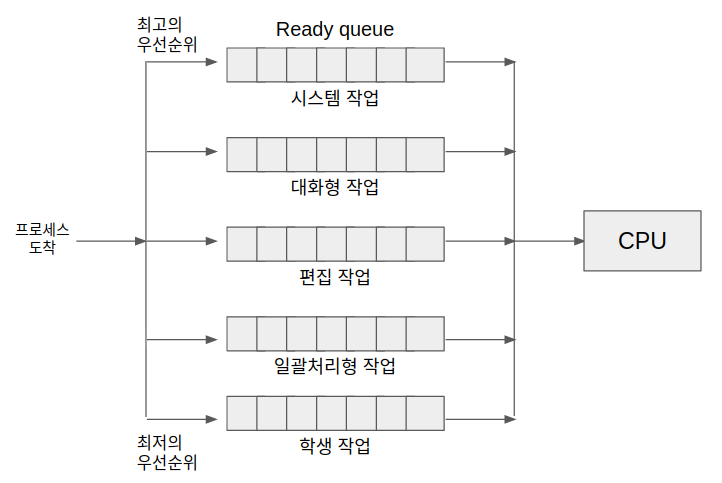 최고의
우선순위
Ready queue
시스템 작업
대화형 작업
프로세스
도착
편집 작업
CPU
일괄처리형 작업
최저의
우선순위
학생 작업